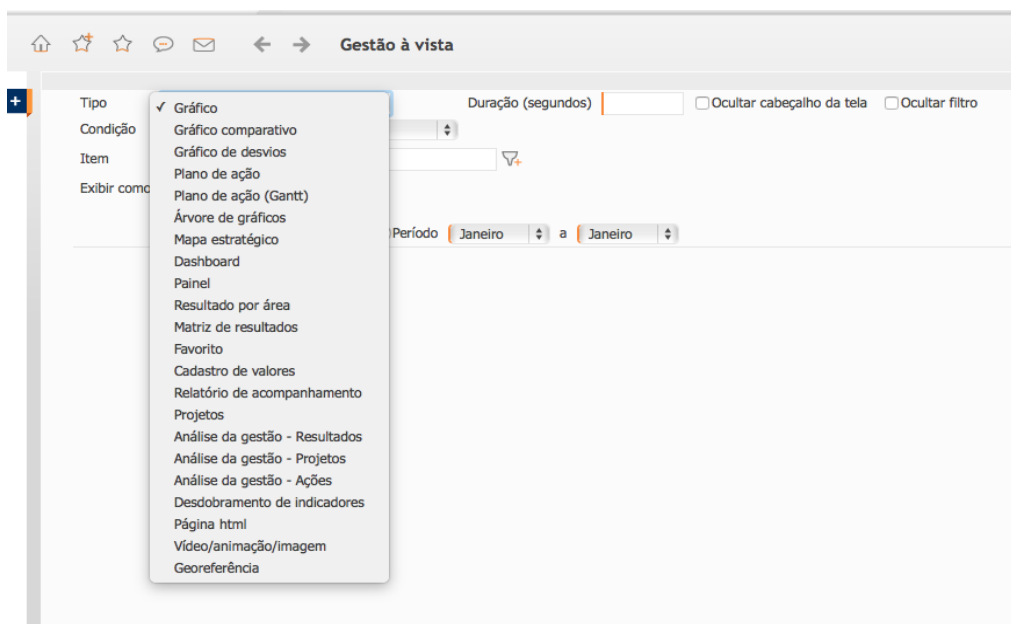 Gestão à vista
Tipo
Duração (segundos)
Ocultar cabeçalho da tela
Ocultar filtro
Condição
Item
Exibir como
Período Janeiro a Janeiro
✓ Gráfico
Gráfico comparativo
Gráfico de desvios
Plano de ação
Plano de ação (Gantt)
Árvore de gráficos
Mapa estratégico
Dashboard
Painel
Resultado por área
Matriz de resultados
Favorito
Cadastro de valores
Relatório de acompanhamento
Projetos
Análise da gestão - Resultados
Análise da gestão - Projetos
Análise da gestão - Ações
Desdobramento de indicadores
Página html
Vídeo/animação/imagem
Georeferência